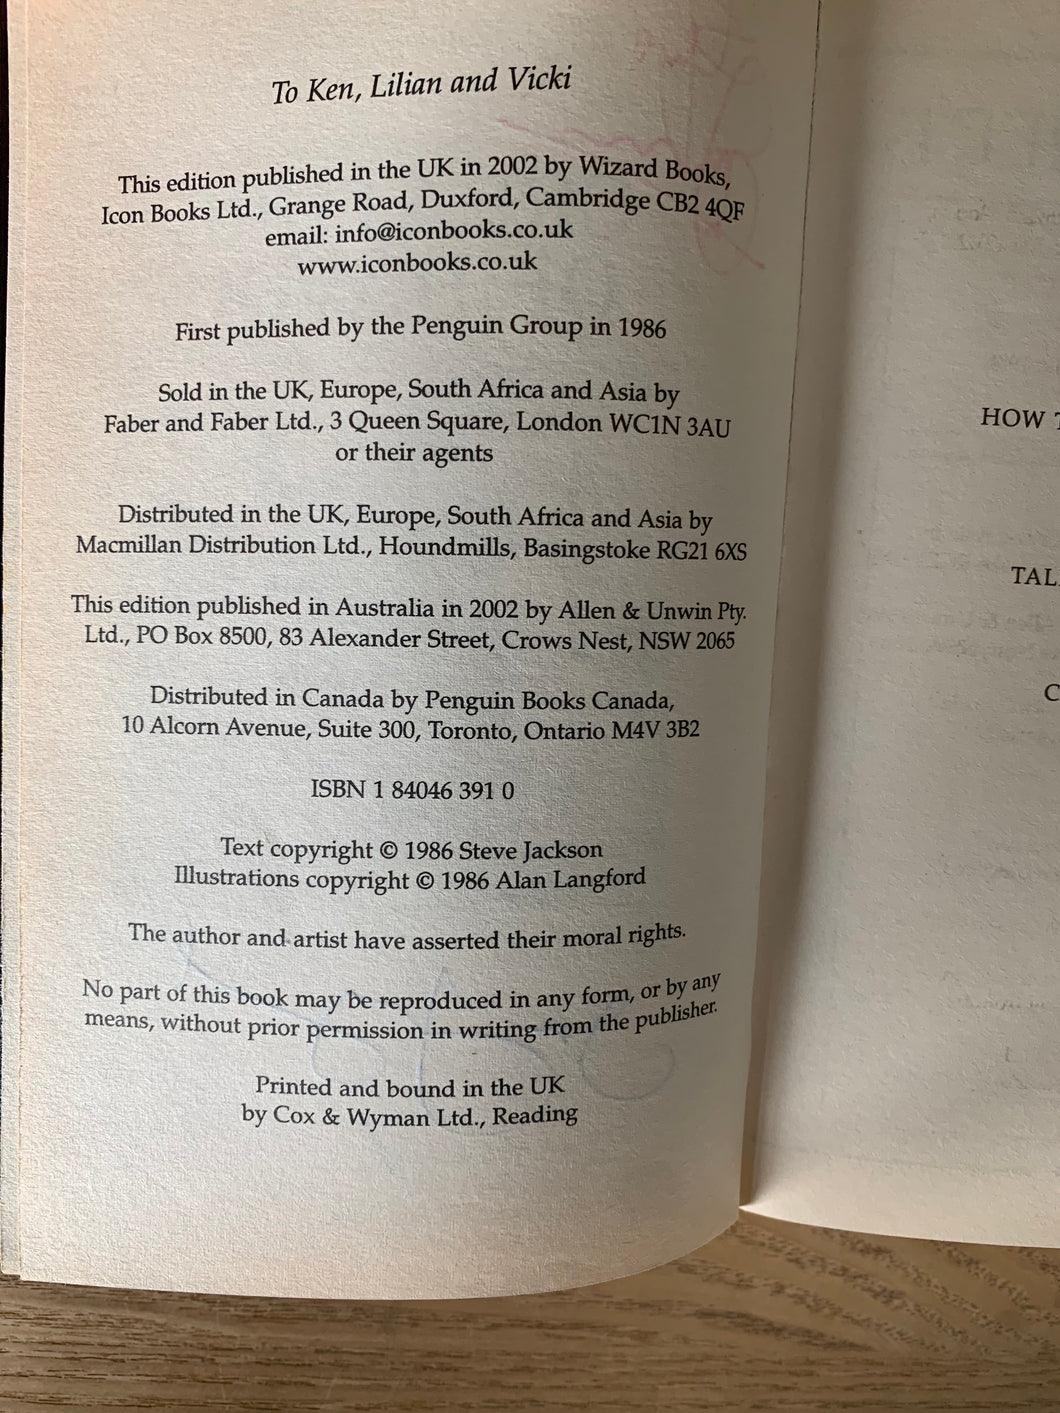 To Ken, Lilian and Vicki
This edition published in the UK in 2002 by Wizard Books,
Icon Books Ltd., Grange Road, Duxford, Cambridge CB2 4QF
email: info@iconbooks.co.uk
www.iconbooks.co.uk
First published by the Penguin Group in 1986
Sold in the UK, Europe, South Africa and Asia by
Faber and Faber Ltd., 3 Queen Square, London WC1N 3AU
or their agents
Distributed in the UK, Europe, South Africa and Asia by
Macmillan Distribution Ltd., Houndmills, Basingstoke RG21 6XS
This edition published in Australia in 2002 by Allen & Unwin Pty.
Ltd., PO Box 8500, 83 Alexander Street, Crows Nest, NSW 2065
Distributed in Canada by Penguin Books Canada,
10 Alcorn Avenue, Suite 300, Toronto, Ontario M4V 3B2
ISBN 1 84046 391 0
Text copyright © 1986 Steve Jackson
Illustrations copyright © 1986 Alan Langford
The author and artist have asserted their moral rights.
No part of this book may be reproduced in any form, or by any
means, without prior permission in writing from the publisher.
Printed and bound in the UK
by Cox & Wyman Ltd., Reading
HOW